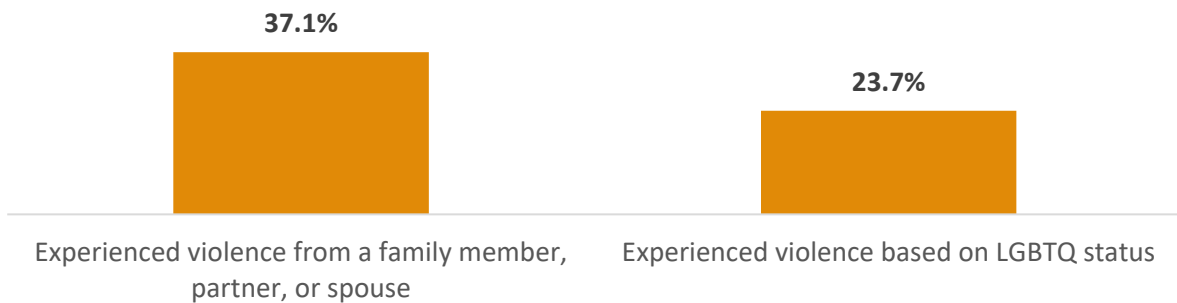 37.1%
23.7%
Experienced violence from a family member,
partner, or spouse
Experienced violence based on LGBTQ status